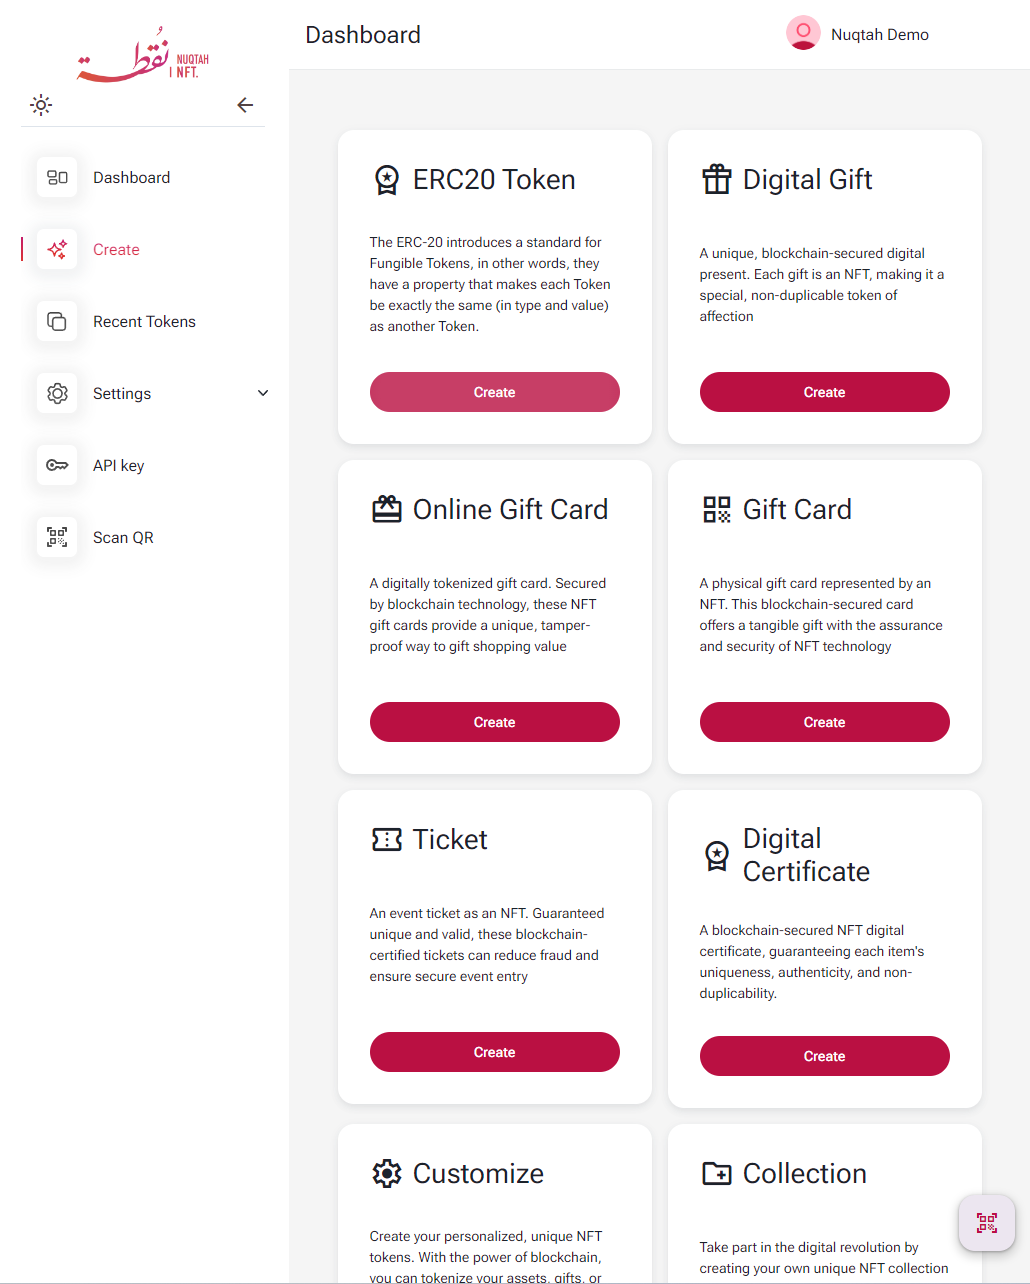 نقطة
NUQTAH
NFT.
Dashboard
Create
Recent Tokens
Settings
API key
Scan QR
Dashboard
Nuqtah Demo
ERC20 Token
The ERC-20 introduces a standard for
Fungible Tokens, in other words, they
have a property that makes each Token
be exactly the same (in type and value)
as another Token.
Create
Digital Gift
A unique, blockchain-secured digital
present. Each gift is an NFT, making it a
special, non-duplicable token of
affection
Create
Online Gift Card
A digitally tokenized gift card. Secured
by blockchain technology, these NFT
gift cards provide a unique, tamper-
proof way to gift shopping value
Create
Gift Card
A physical gift card represented by an
NFT. This blockchain-secured card
offers a tangible gift with the assurance
and security of NFT technology
Create
Ticket
An event ticket as an NFT. Guaranteed
unique and valid, these blockchain-
certified tickets can reduce fraud and
ensure secure event entry
Create
Digital
Certificate
A blockchain-secured NFT digital
certificate, guaranteeing each item's
uniqueness, authenticity, and non-
duplicability.
Create
Customize
Create your personalized, unique NFT
tokens. With the power of blockchain,
you can tokenize your assets, gifts, or
Collection
Take part in the digital revolution by
creating your own unique NFT collection